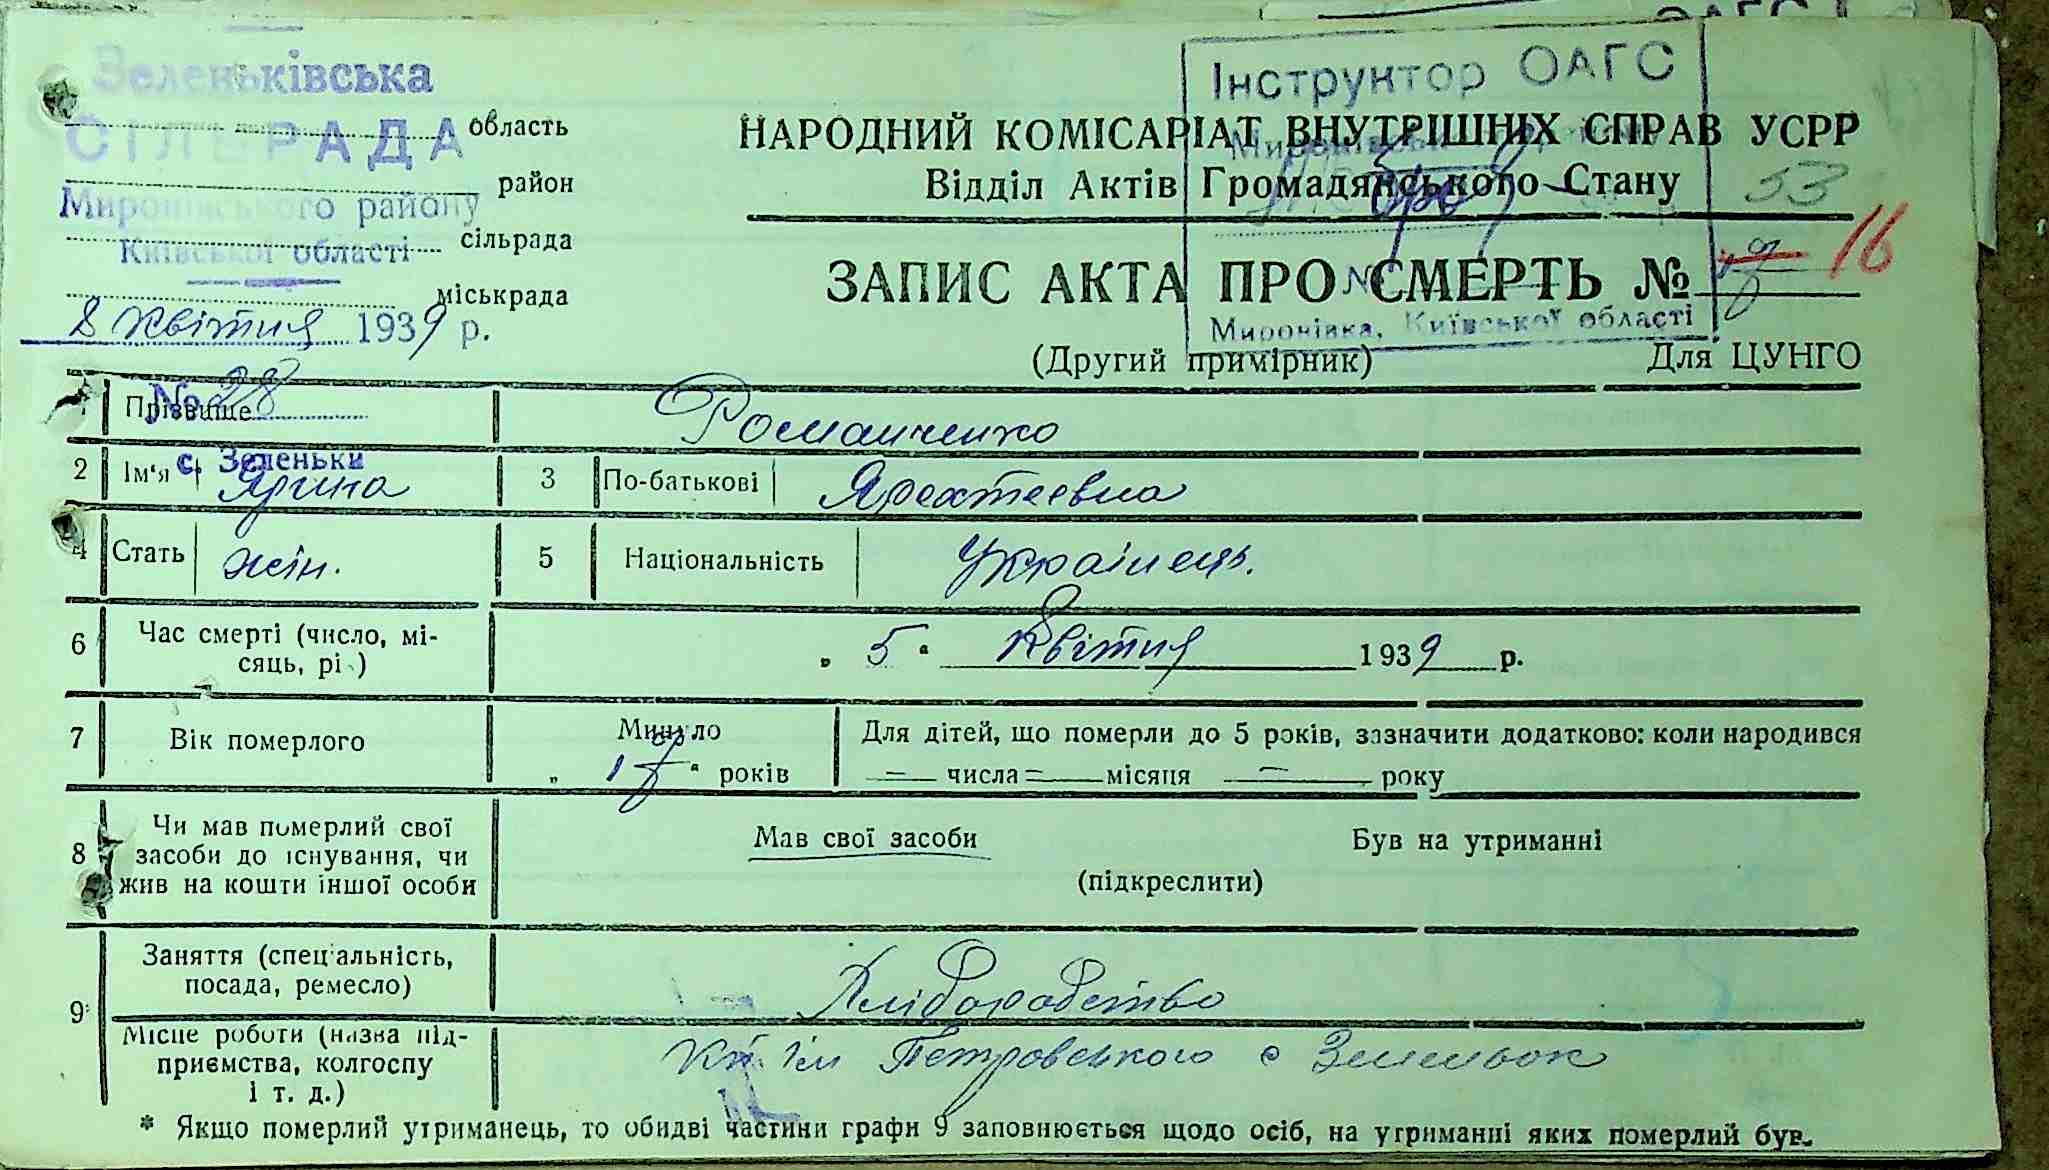 Зеленьківська
область
СІЛЬРАДА
район
Миронівського району
сільрада
Київської області
міськрада
8 квітня 1939 р.
№ 28
с. Зеленьки
Інструктор ОАГС
НАРОДНИЙ КОМІСАРІАТ ВНУТРІШНІХ СПРАВ УСРР
Відділ Актів Громадянського Стану
53
ЗАПИС АКТА ПРО СМЕРТЬ №
16
Миронівка, Київської області
(Другий примірник) Для ЦУНГО
Прізвище Романченко
2 Ім'я Ярина 3 По-батькові
4 Стать жін. 5 Національність Українець.
6 Час смерті (число, мі-
сяць, рік) „5" квітня 1939 р.
7 Вік померлого Минуло „17" років
Для дітей, що померли до 5 років, зазначити додатково: коли народився
— числа — місяця — року
8 Чи мав померлий свої
засоби до існування, чи
жив на кошти іншої особи
Мав свої засоби Був на утриманні
(підкреслити)
9* Заняття (спеціальність,
посада, ремесло) Хліборобство
Місце роботи (назва під-
приємства, колгоспу
і т. д.)
К-п ім Петровського с Зеленьок
* Якщо померлий утриманець, то обидві частини графи 9 заповнюється щодо осіб, на утриманні яких померлий був.